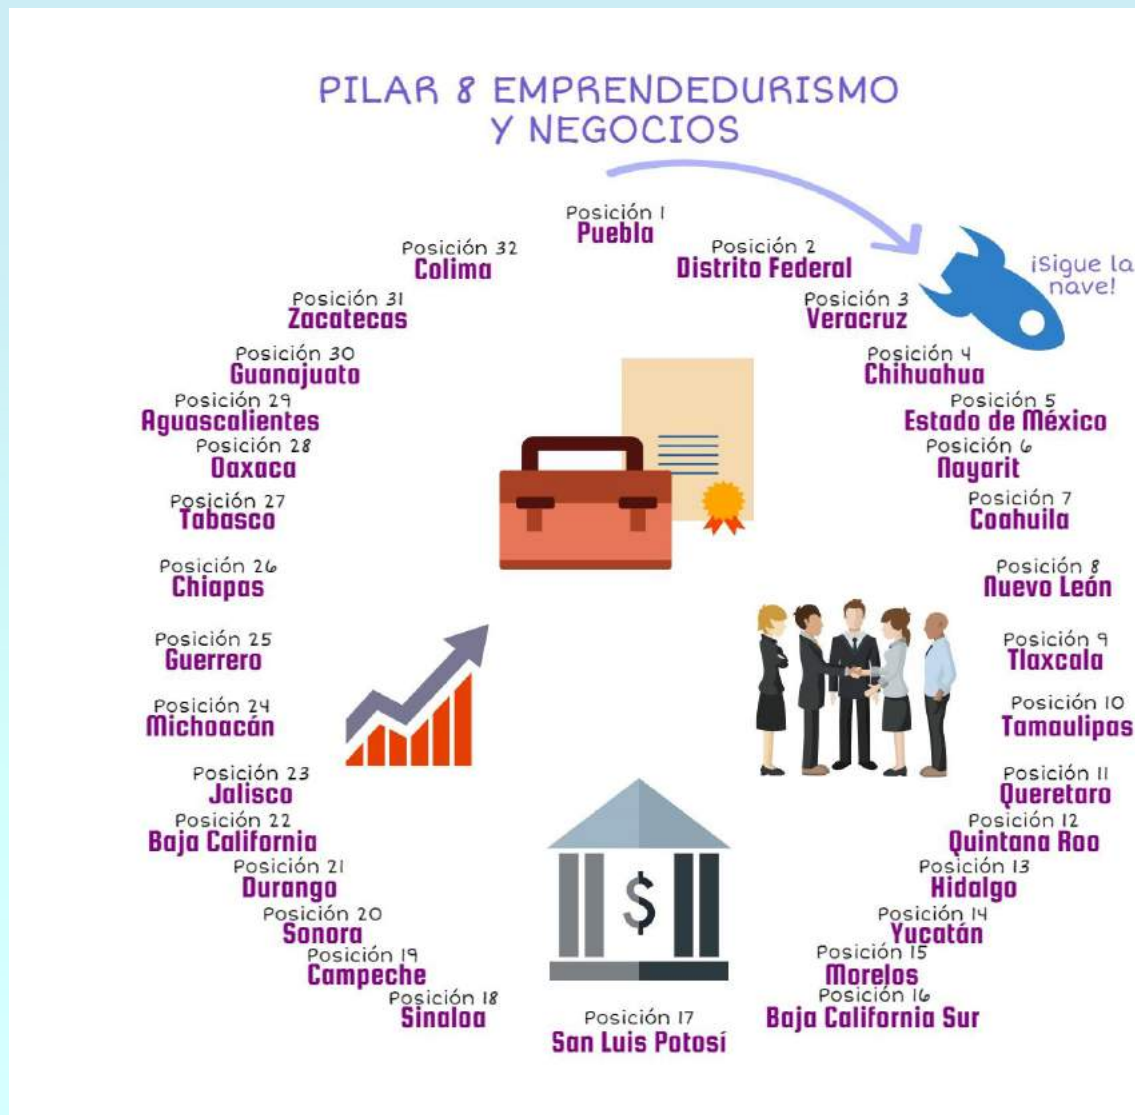 PILAR 8 EMPRENDEDURISMO
Y NEGOCIOS
¡Sigue la
nave!
Posición 1
Puebla
Posición 2
Distrito Federal
Posición 3
Veracruz
Posición 4
Chihuahua
Posición 5
Estado de México
Posición 6
Nayarit
Posición 7
Coahuila
Posición 8
Nuevo León
Posición 9
Tlaxcala
Posición 10
Tamaulipas
Posición 11
Queretaro
Posición 12
Quintana Roo
Posición 13
Hidalgo
Posición 14
Yucatán
Posición 15
Morelos
Posición 16
Baja California Sur
Posición 17
San Luis Potosí
Posición 18
Sinaloa
Posición 19
Campeche
Posición 20
Sonora
Posición 21
Durango
Posición 22
Baja California
Posición 23
Jalisco
Posición 24
Michoacán
Posición 25
Guerrero
Posición 26
Chiapas
Posición 27
Tabasco
Posición 28
Oaxaca
Posición 29
Aguascalientes
Posición 30
Guanajuato
Posición 31
Zacatecas
Posición 32
Colima
$